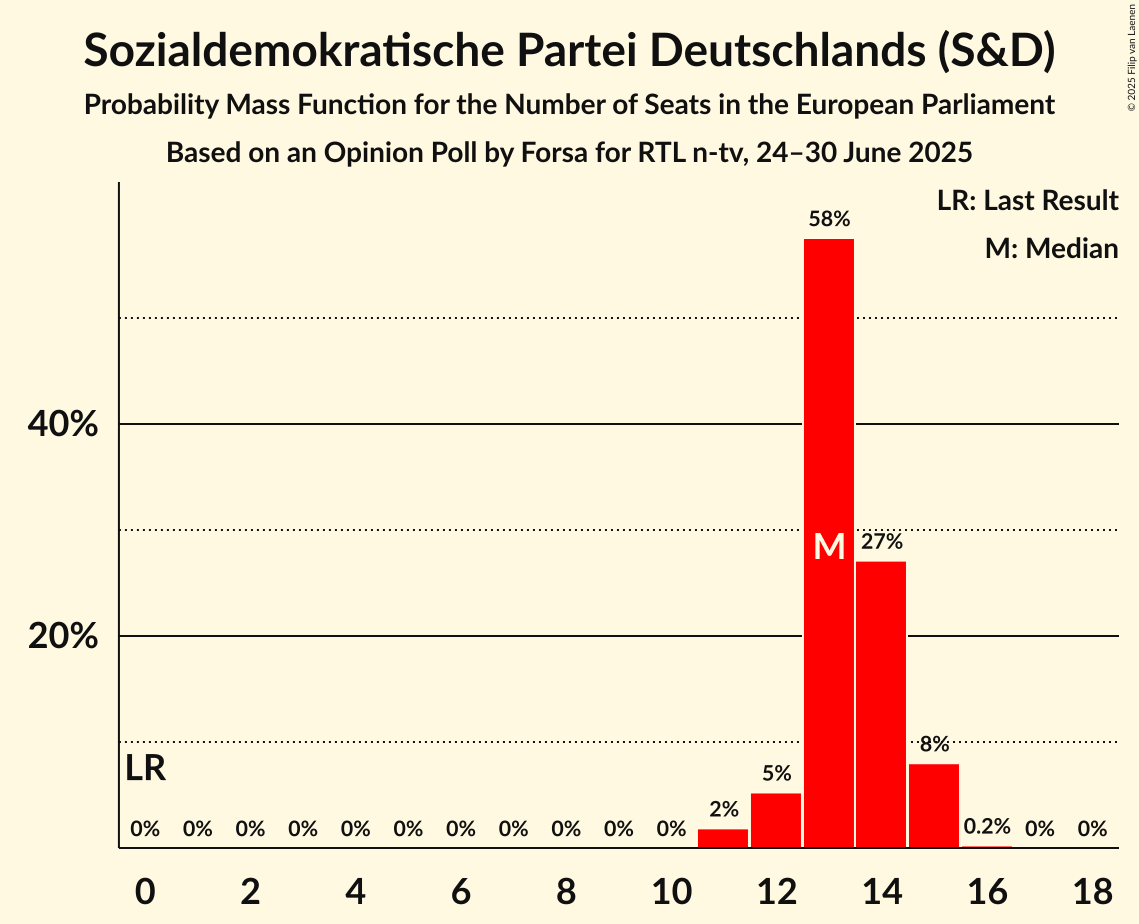 Sozialdemokratische Partei Deutschlands (S&D)
Probability Mass Function for the Number of Seats in the European Parliament
Based on an Opinion Poll by Forsa for RTL n-tv, 24–30 June 2025
© 2025 Filip van Laenen
LR: Last Result
M: Median
58%
40%
M
27%
20%
LR
8%
5%
2%
0% 0% 0% 0% 0% 0% 0% 0% 0% 0% 0% 0.2% 0% 0%
0 2 4 6 8 10 12 14 16 18